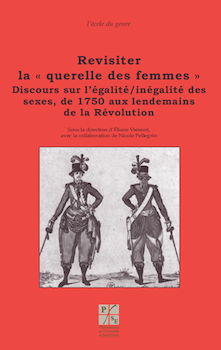 l'école du genre
Revisiter
la « querelle des femmes »
Discours sur l'égalité/inégalité des
sexes, de 1750 aux lendemains
de la Révolution
Sous la direction d'Éliane Viennot,
avec la collaboration de Nicole Pellegrin
P
SE